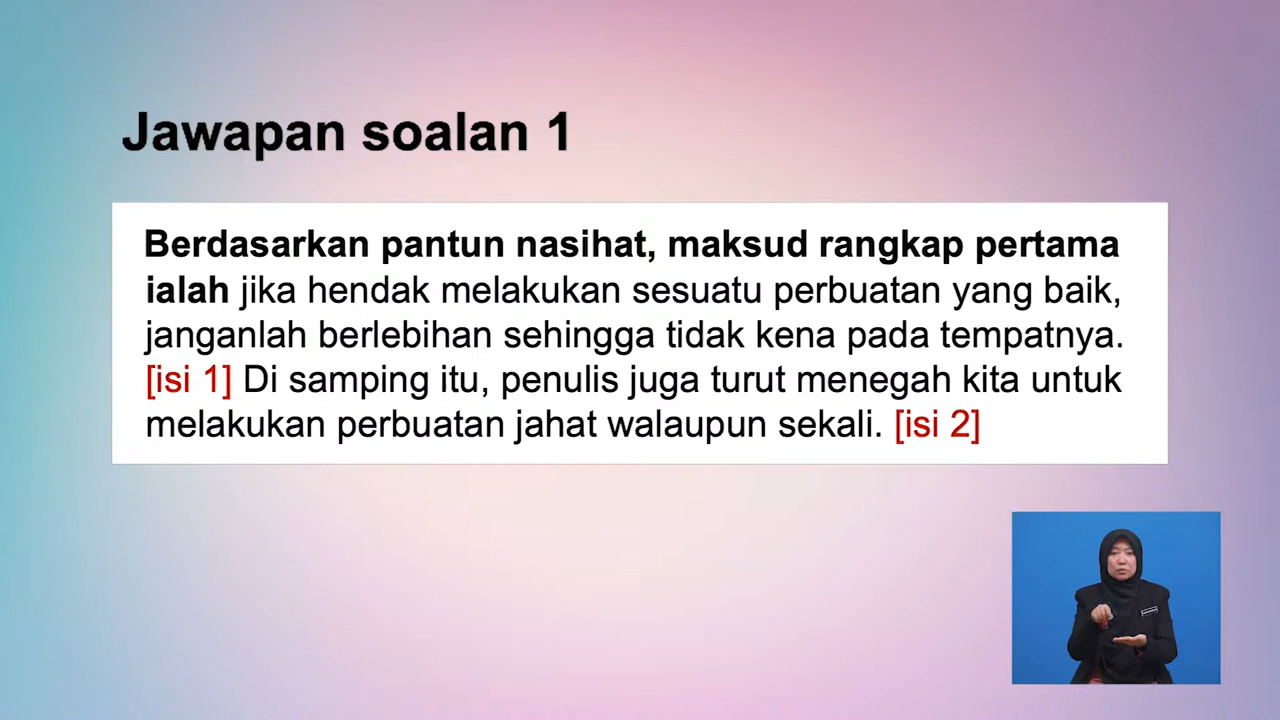 Jawapan soalan 1
Berdasarkan pantun nasihat, maksud rangkap pertama
ialah jika hendak melakukan sesuatu perbuatan yang baik,
janganlah berlebihan sehingga tidak kena pada tempatnya.
[isi 1] Di samping itu, penulis juga turut menegah kita untuk
melakukan perbuatan jahat walaupun sekali. [isi 2]